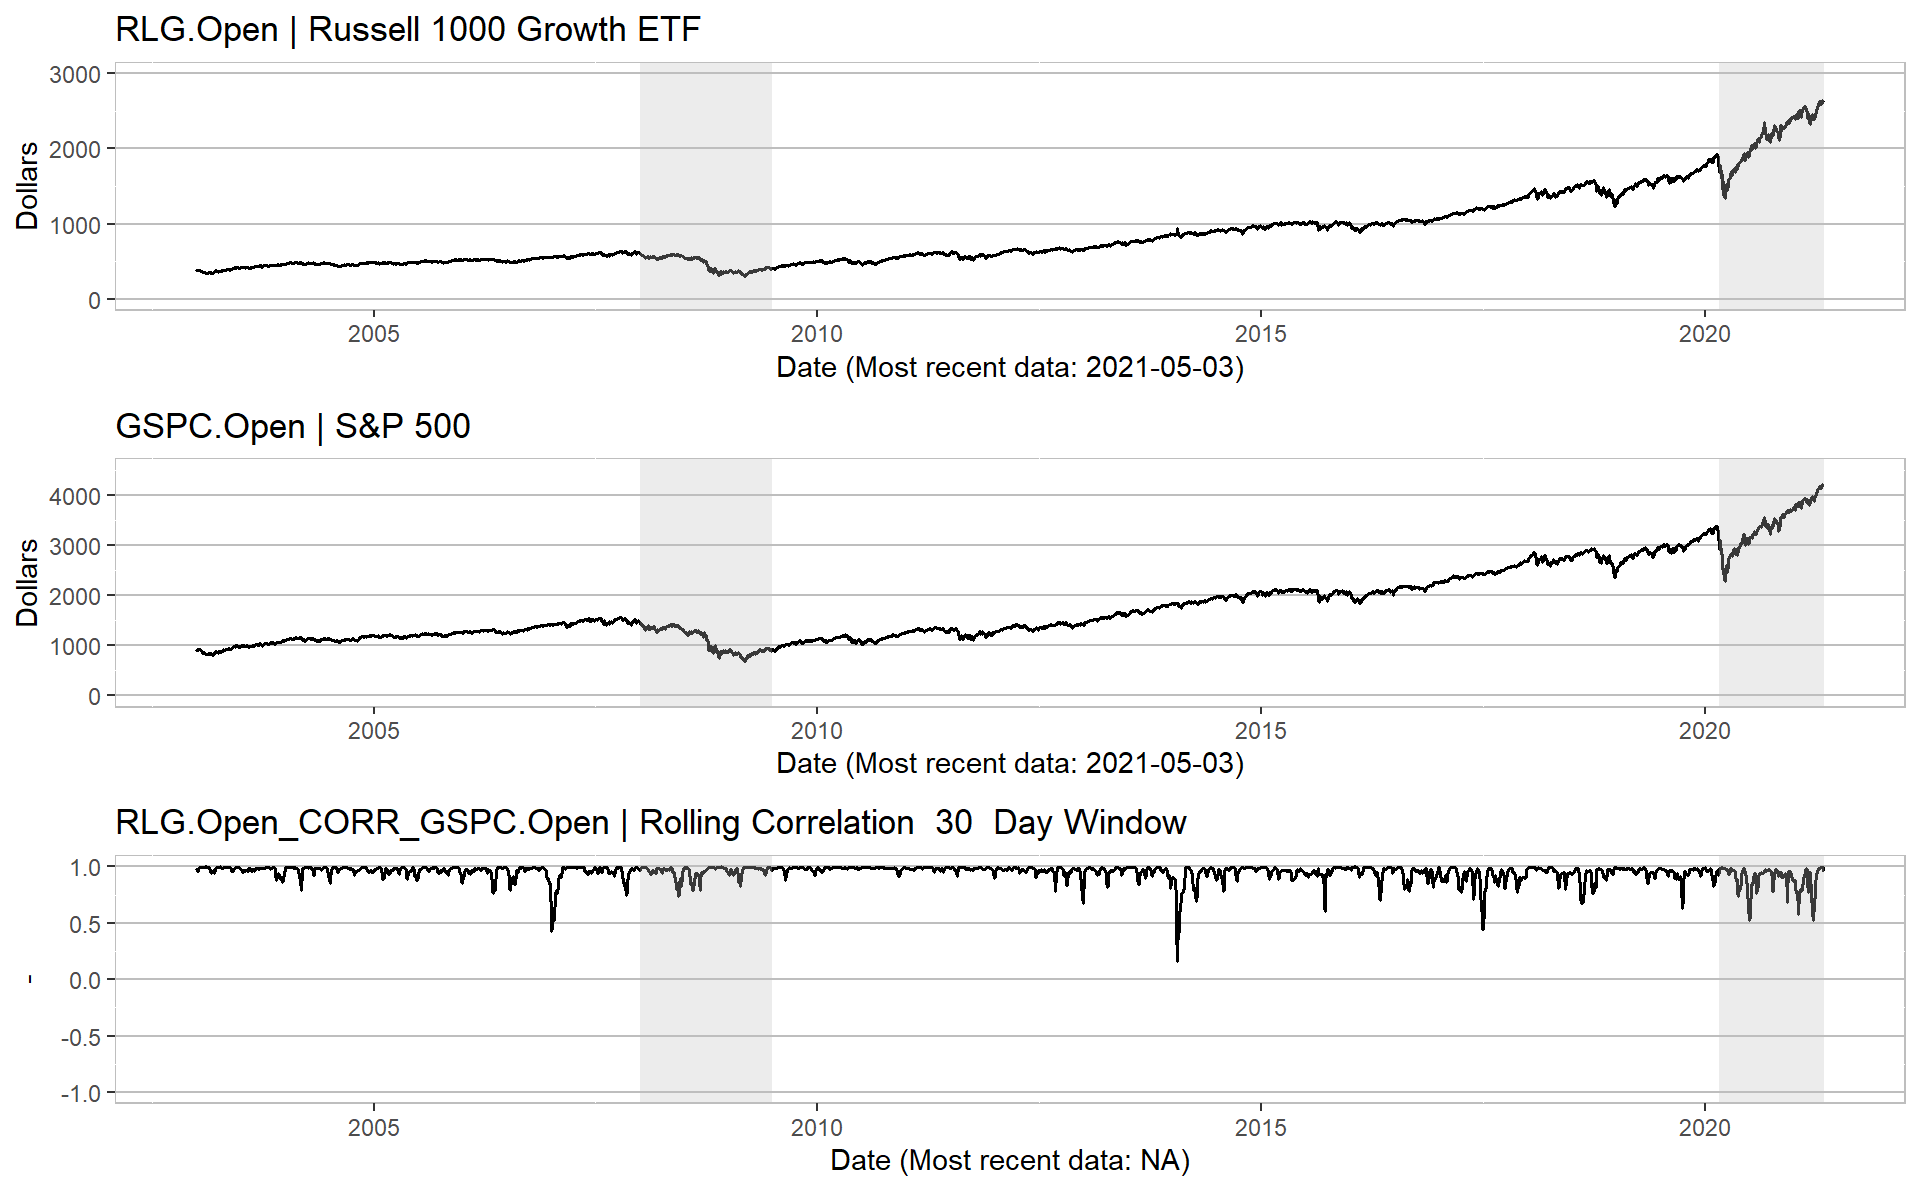 RLG.Open | Russell 1000 Growth ETF
Dollars
3000
2000
1000
0
2005 2010 2015 2020
Date (Most recent data: 2021-05-03)
GSPC.Open | S&P 500
Dollars
4000
3000
2000
1000
0
2005 2010 2015 2020
Date (Most recent data: 2021-05-03)
RLG.Open_CORR_GSPC.Open | Rolling Correlation  30  Day Window
-
1.0
0.5
0.0
-0.5
-1.0
2005 2010 2015 2020
Date (Most recent data: NA)